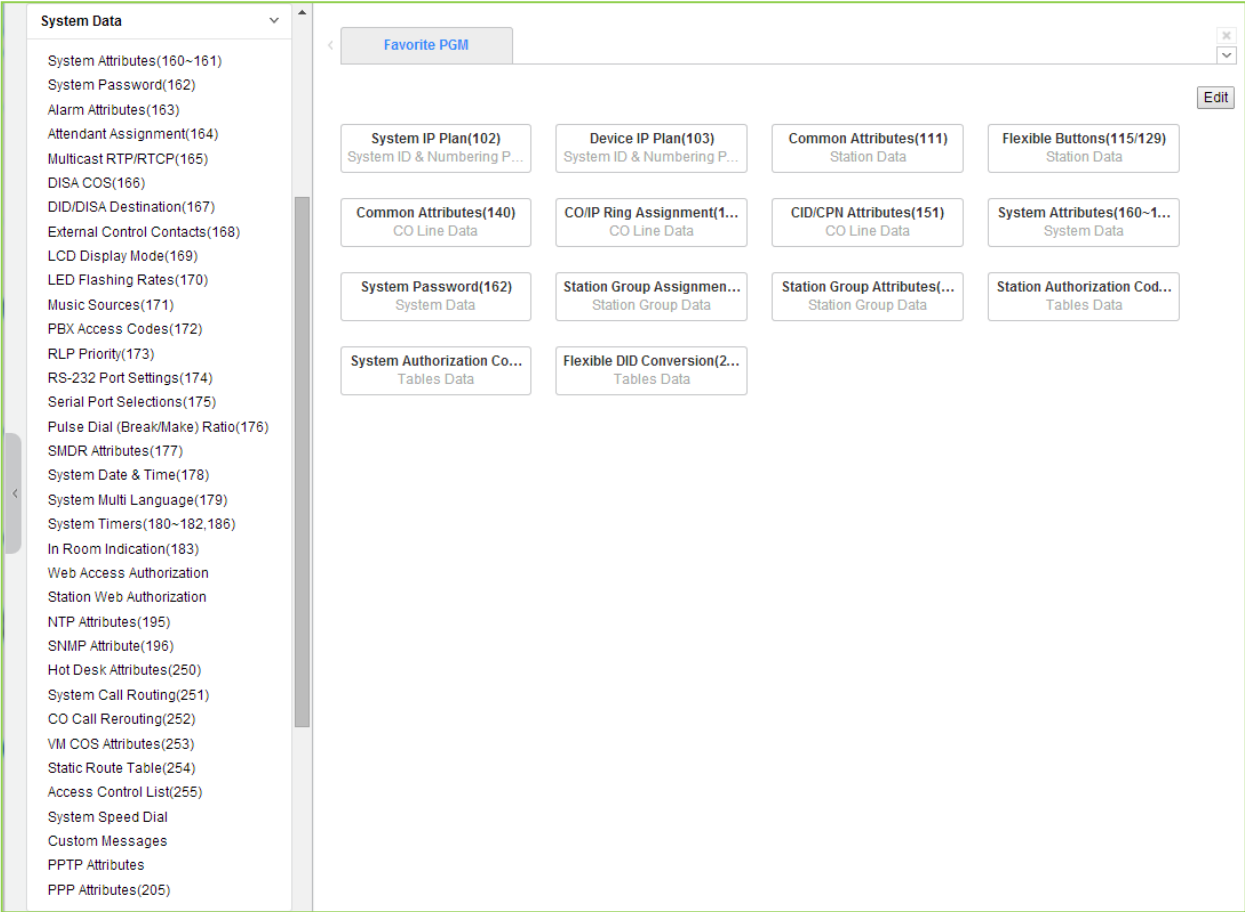 System Data
System Attributes(160~161)
System Password(162)
Alarm Attributes(163)
Attendant Assignment(164)
Multicast RTP/RTCP(165)
DISA COS(166)
DID/DISA Destination(167)
External Control Contacts(168)
LCD Display Mode(169)
LED Flashing Rates(170)
Music Sources(171)
PBX Access Codes(172)
RLP Priority(173)
RS-232 Port Settings(174)
Serial Port Selections(175)
Pulse Dial (Break/Make) Ratio(176)
SMDR Attributes(177)
System Date & Time(178)
System Multi Language(179)
System Timers(180~182,186)
In Room Indication(183)
Web Access Authorization
Station Web Authorization
NTP Attributes(195)
SNMP Attribute(196)
Hot Desk Attributes(250)
System Call Routing(251)
CO Call Rerouting(252)
VM COS Attributes(253)
Static Route Table(254)
Access Control List(255)
System Speed Dial
Custom Messages
PPTP Attributes
PPP Attributes(205)
Favorite PGM
Edit
System IP Plan(102)
System ID & Numbering P...
Device IP Plan(103)
System ID & Numbering P...
Common Attributes(111)
Station Data
Flexible Buttons(115/129)
Station Data
Common Attributes(140)
CO Line Data
CO/IP Ring Assignment(1...
CO Line Data
CID/CPN Attributes(151)
CO Line Data
System Attributes(160~1...
System Data
System Password(162)
System Data
Station Group Assignmen...
Station Group Data
Station Group Attributes(...
Station Group Data
Station Authorization Cod...
Tables Data
System Authorization Co...
Tables Data
Flexible DID Conversion(2...
Tables Data